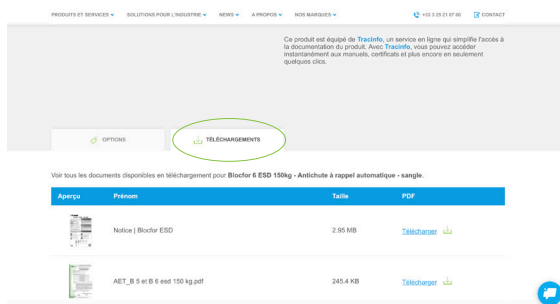 PRODUITS ET SERVICES SOLUTIONS POUR L'INDUSTRIE NEWS A PROPOS NOS MARQUES +33 3 25 21 07 00 CONTACT
Ce produit est équipé de Tracinfo, un service en ligne qui simplifie l'accès à
la documentation du produit. Avec Tracinfo, vous pouvez accéder
instantanément aux manuels, certificats et plus encore en seulement
quelques clics.
OPTIONS TÉLÉCHARGEMENTS
Voir tous les documents disponibles en téléchargement pour Blocfor 6 ESD 150kg - Antichute à rappel automatique - sangle.
Aperçu Prénom Taille PDF
Notice | Blocfor ESD 2.95 MB Télécharger
AET_B 5 et B 6 esd 150 kg.pdf 245.4 KB Télécharger